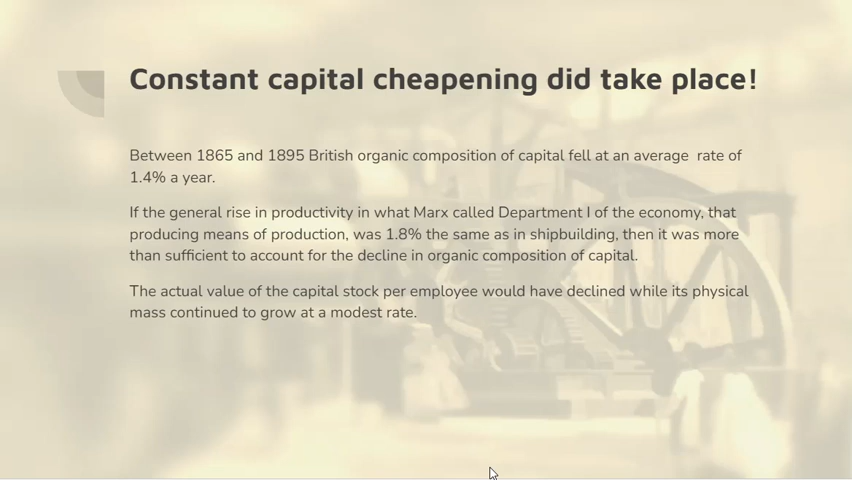 Constant capital cheapening did take place!
Between 1865 and 1895 British organic composition of capital fell at an average  rate of
1.4% a year.
If the general rise in productivity in what Marx called Department I of the economy, that
producing means of production, was 1.8% the same as in shipbuilding, then it was more
than sufficient to account for the decline in organic composition of capital.
The actual value of the capital stock per employee would have declined while its physical
mass continued to grow at a modest rate.